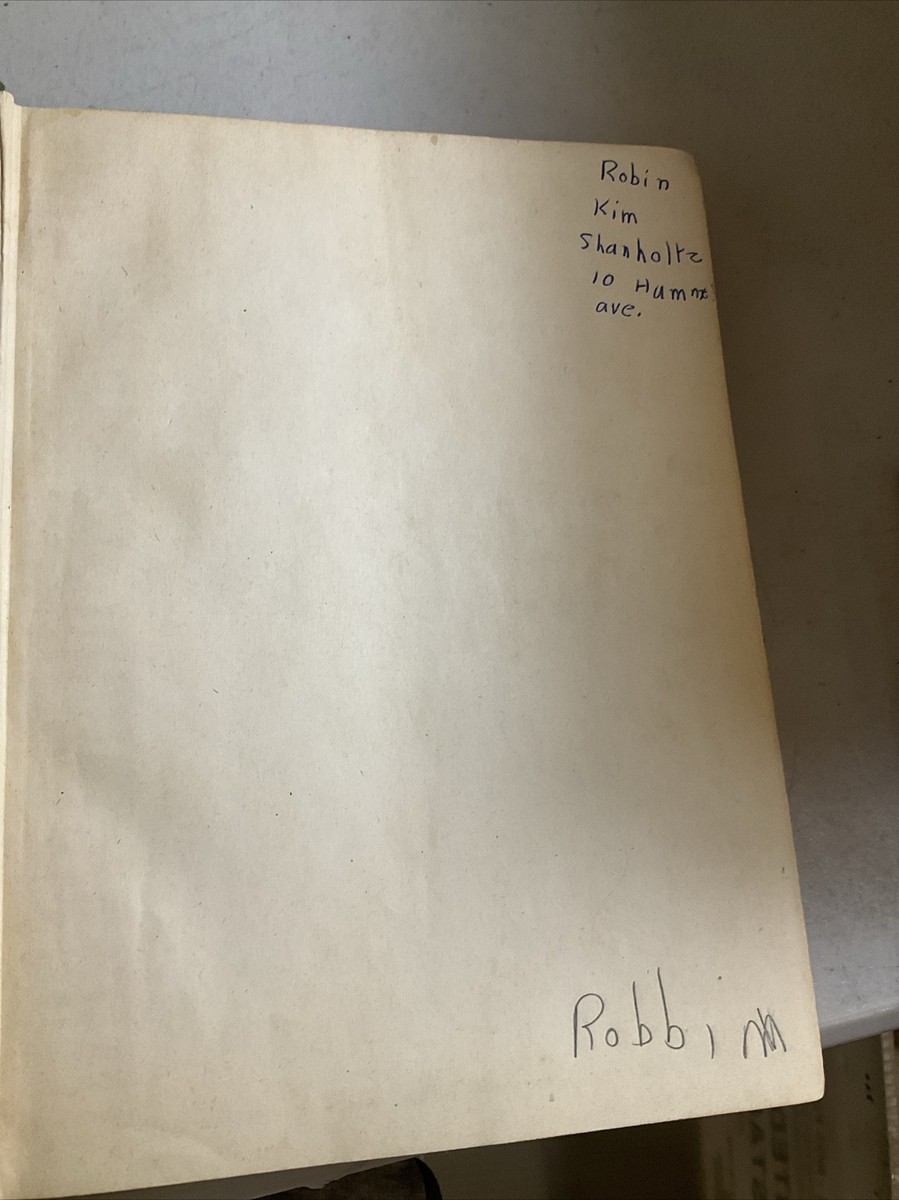 Robin
Kim
Shanholtz
10
ave.
Robbin